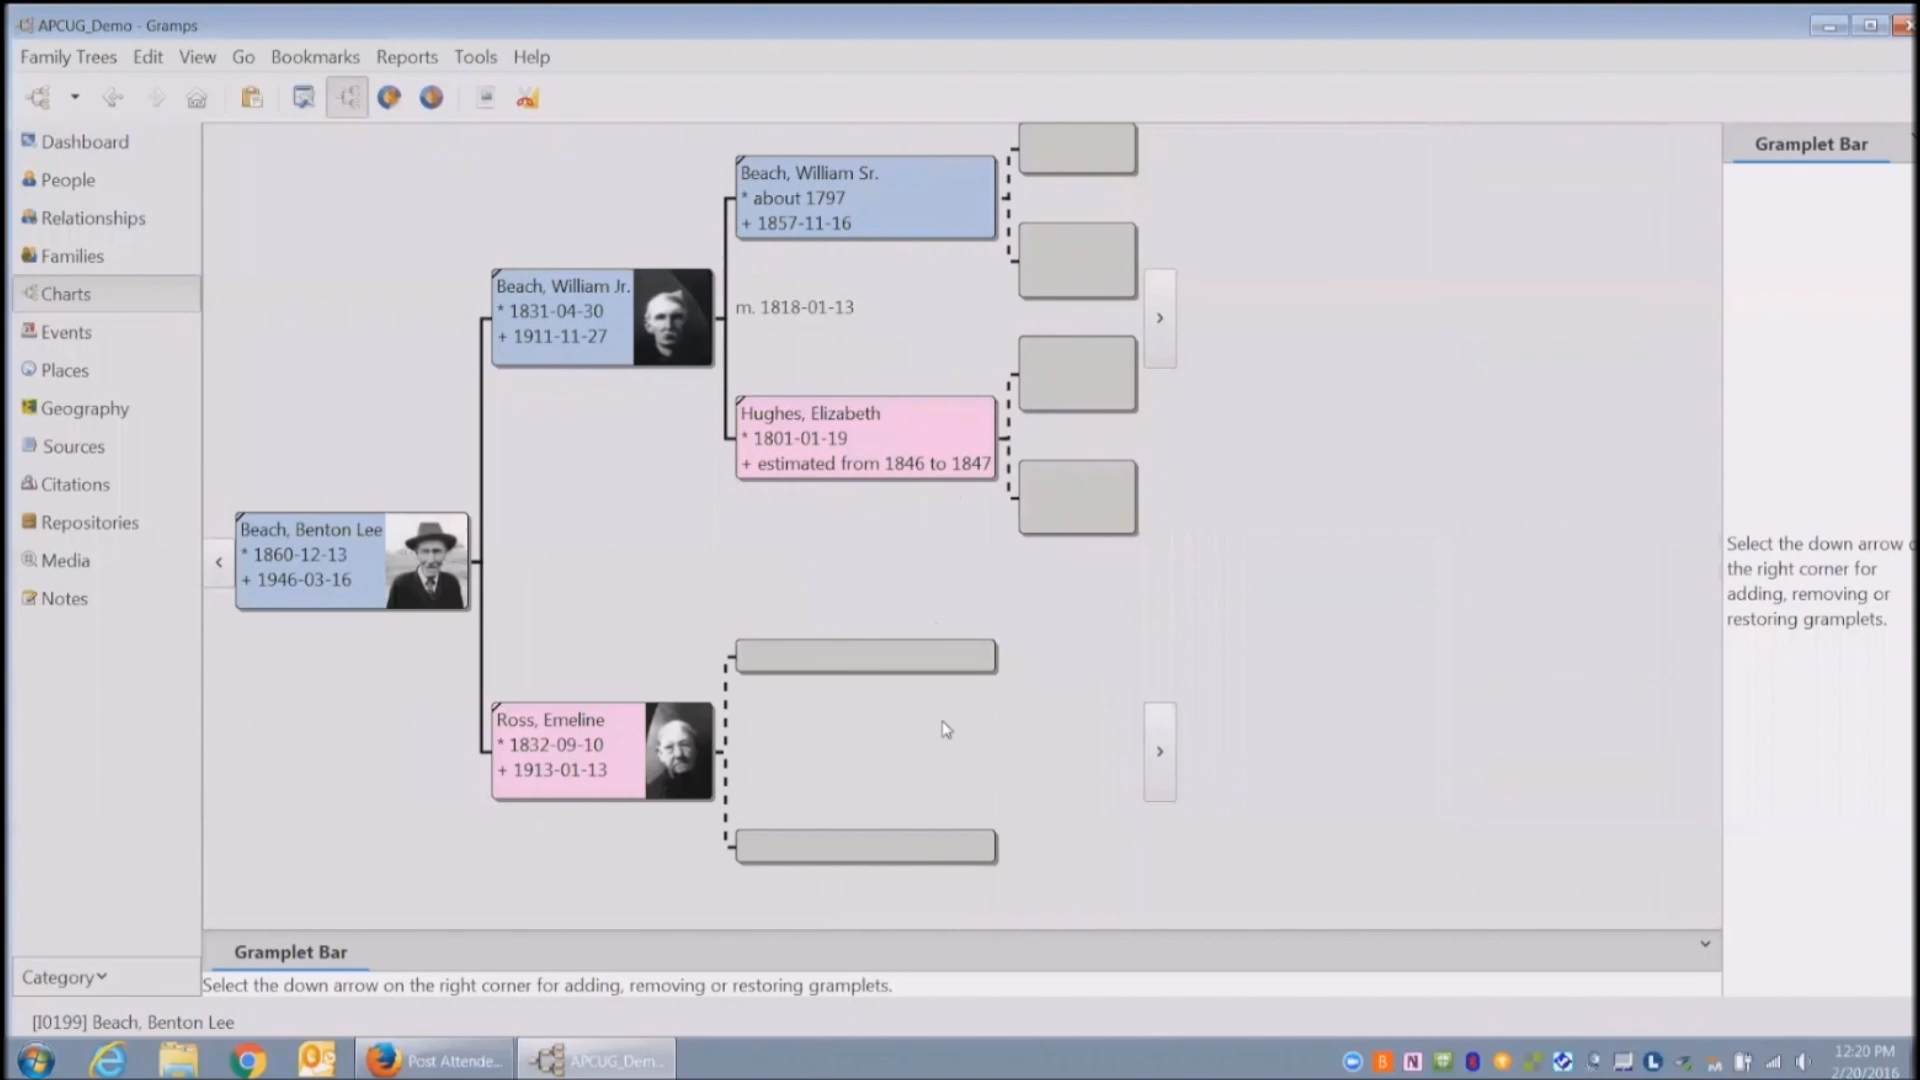 APCUG_Demo - Gramps
Family Trees Edit View Go Bookmarks Reports Tools Help
Dashboard
People
Relationships
Families
Charts
Events
Places
Geography
Sources
Citations
Repositories
Media
Notes
Category
Beach, Benton Lee
* 1860-12-13
+ 1946-03-16
Beach, William Jr.
* 1831-04-30
+ 1911-11-27
Ross, Emeline
* 1832-09-10
+ 1913-01-13
Beach, William Sr.
* about 1797
+ 1857-11-16
m. 1818-01-13
Hughes, Elizabeth
* 1801-01-19
+ estimated from 1846 to 1847
Gramplet Bar
Select the down arrow
the right corner for
adding, removing or
restoring gramplets.
Gramplet Bar
Select the down arrow on the right corner for adding, removing or restoring gramplets.
[I0199] Beach, Benton Lee
Post Attende...
APCUG_Dem...
12:20 PM
2/20/2016